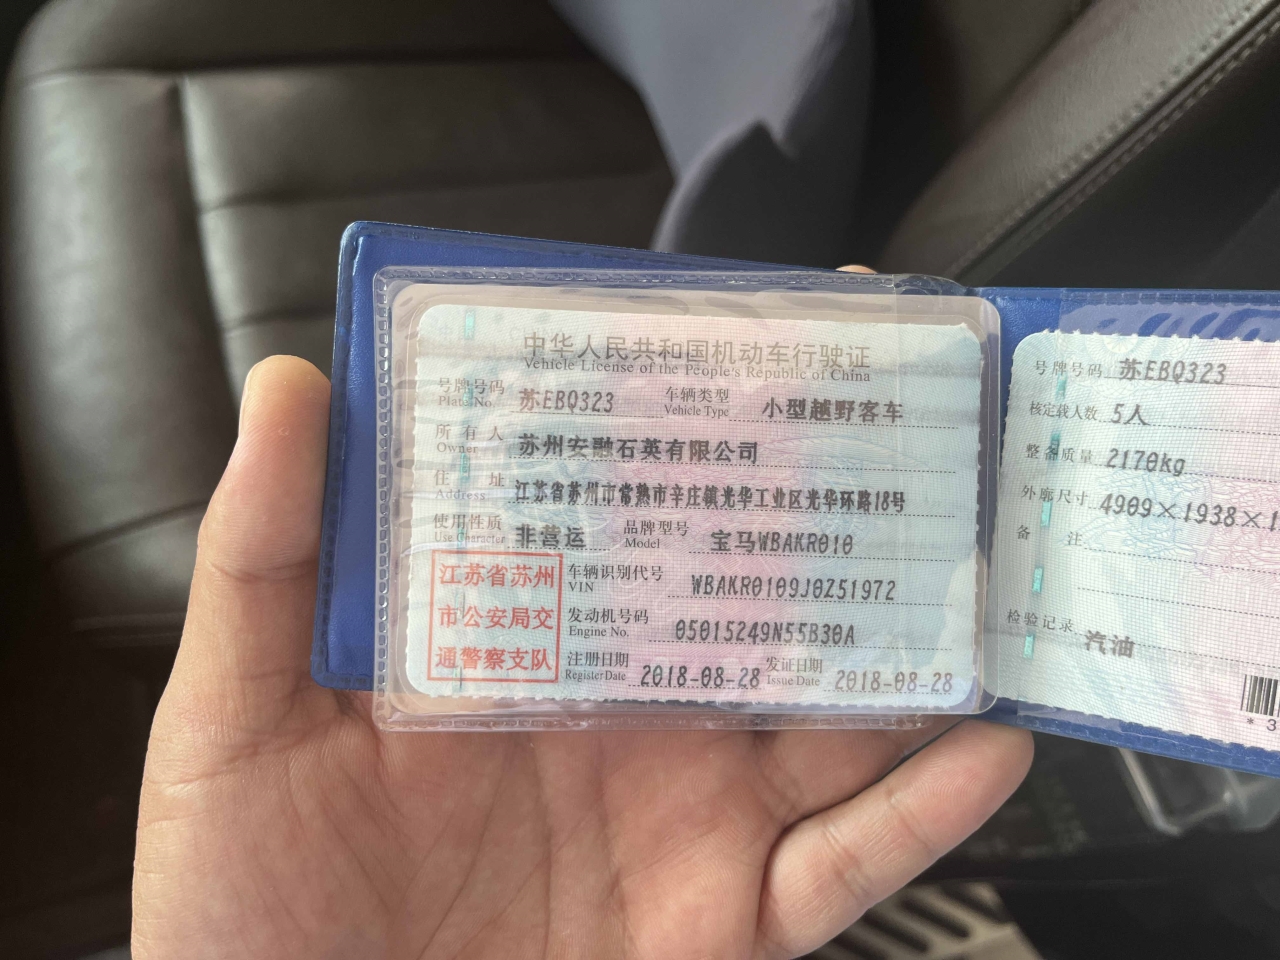 中华人民共和国机动车行驶证
Vehicle License of the People's Republic of China
号牌号码 苏EBQ323 车辆类型 小型越野客车
Plate No. Vehicle Type
所有人 苏州安融石英有限公司
Owner
住址 江苏省苏州市常熟市辛庄镇光华工业区光华环路18号
Address
使用性质 非营运 品牌型号 宝马WBAKR010
Use Character Model
江苏省苏州
市公安局交
通警察支队
车辆识别代号 WBAKR0109J0Z51972
VIN
发动机号码 05015249N55B30A
Engine No.
注册日期 2018-08-28 发证日期 2018-08-28
Register Date Issue Date
号牌号码 苏EBQ323
核定载人数 5人
整备质量 2170kg
外廓尺寸 4909×1938×1
备注
检验记录 汽油
* 3